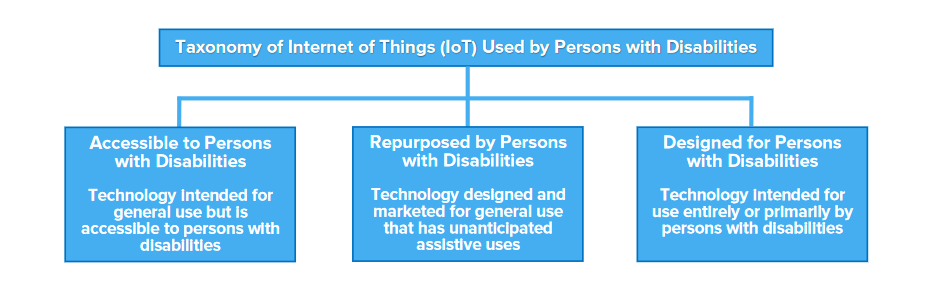 Taxonomy of Internet of Things (IoT) Used by Persons with Disabilities
Accessible to Persons
with Disabilities
Technology intended for
general use but is
accessible to persons with
disabilities
Repurposed by Persons
with Disabilities
Technology designed and
marketed for general use
that has unanticipated
assistive uses
Designed for Persons
with Disabilities
Technology intended for
use entirely or primarily by
persons with disabilities